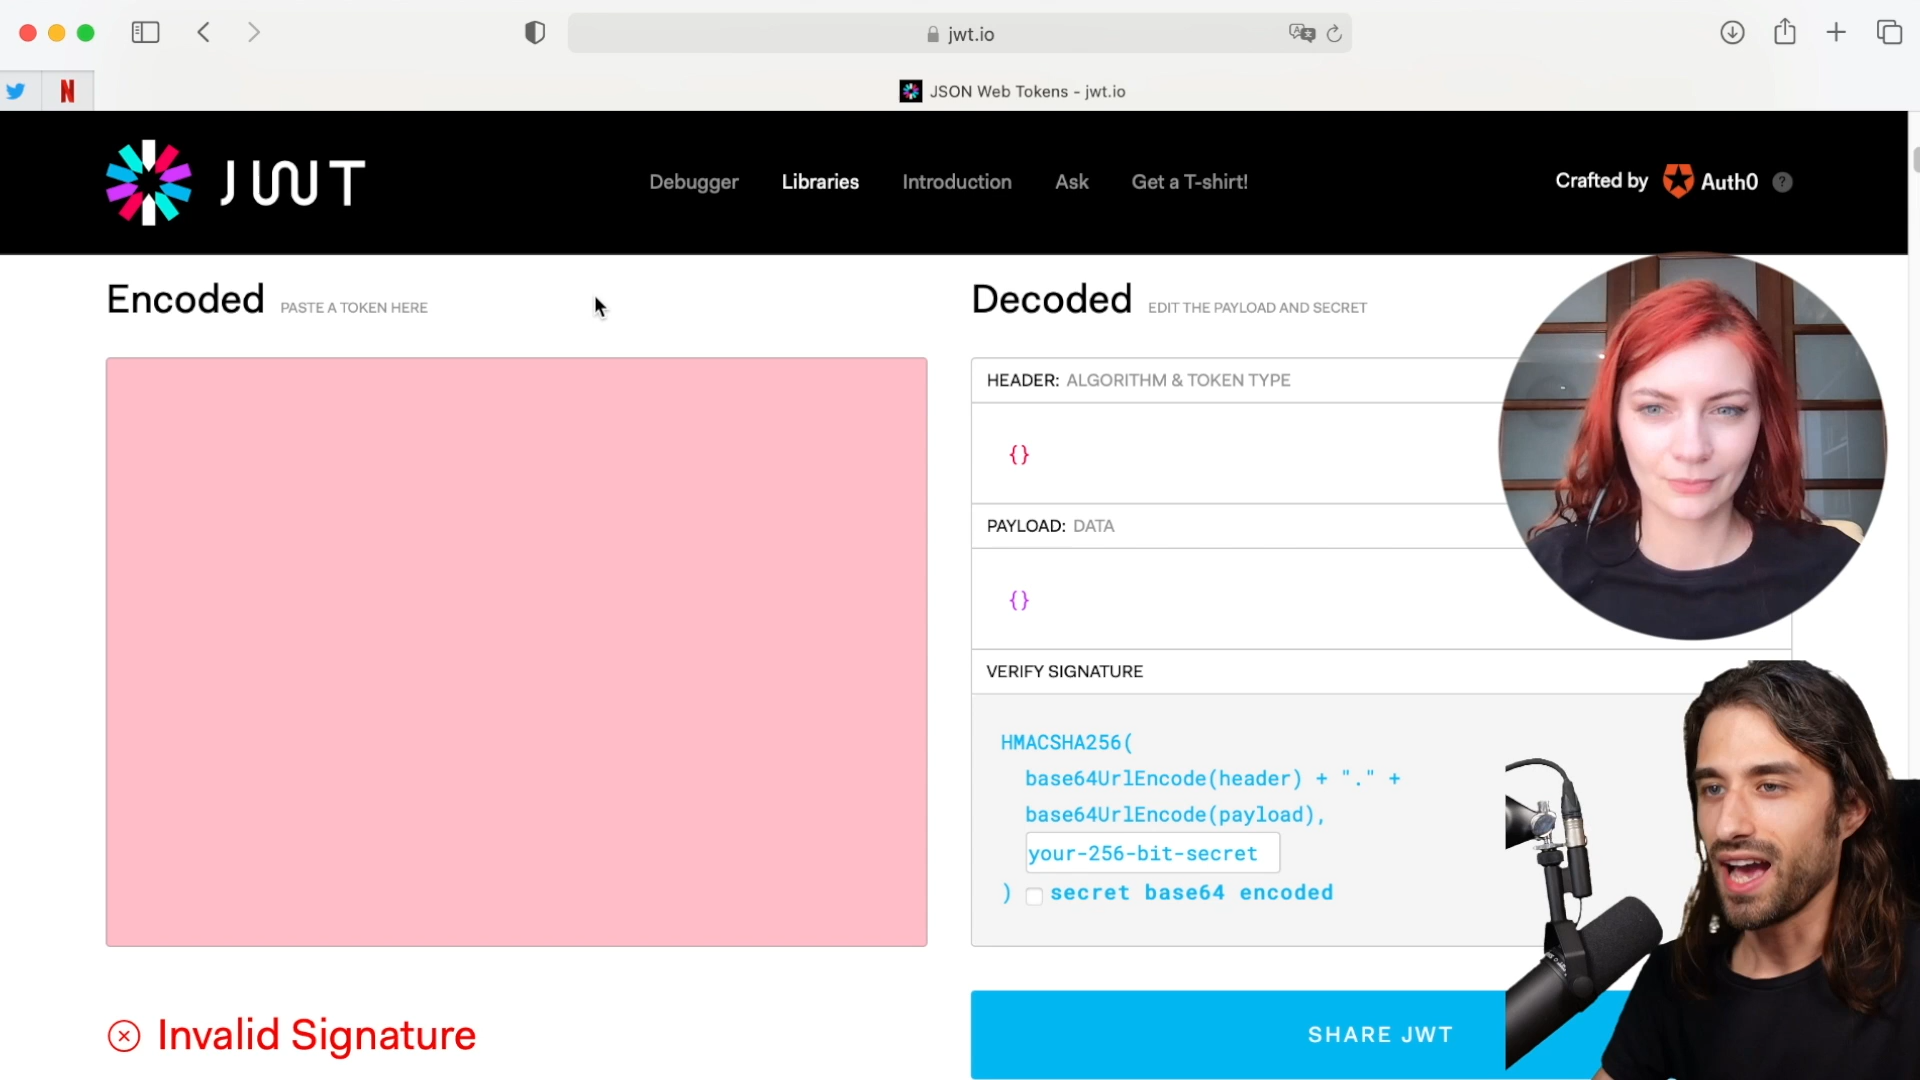 jwt.io
JSON Web Tokens - jwt.io
JWT
Debugger
Libraries
Introduction
Ask
Get a T-shirt!
Crafted by
Auth0
?
Encoded
PASTE A TOKEN HERE
Decoded
EDIT THE PAYLOAD AND SECRET
HEADER: ALGORITHM & TOKEN TYPE
{}
PAYLOAD: DATA
{}
VERIFY SIGNATURE
HMACSHA256(
base64UrlEncode(header) + "." +
base64UrlEncode(payload),
your-256-bit-secret
) secret base64 encoded
Invalid Signature
SHARE JWT